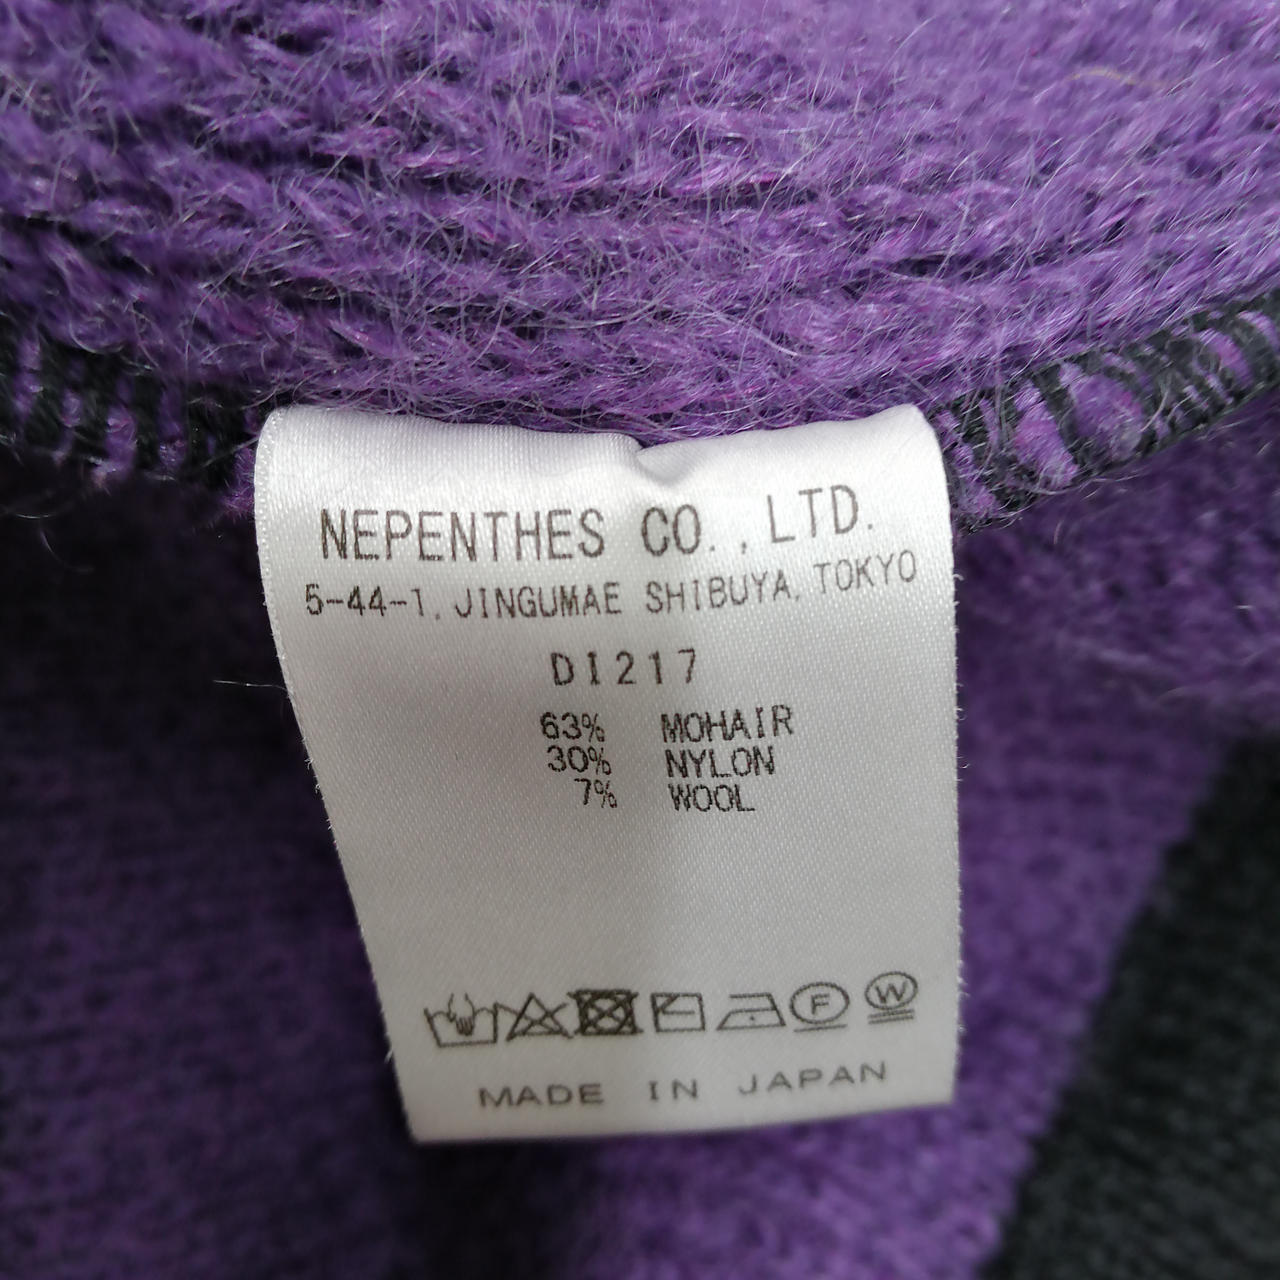 NEPENTHES CO.,LTD.
5-44-1, JINGUMAE SHIBUYA, TOKYO
DI217
63% MOHAIR
30% NYLON
7% WOOL
F W
MADE IN JAPAN